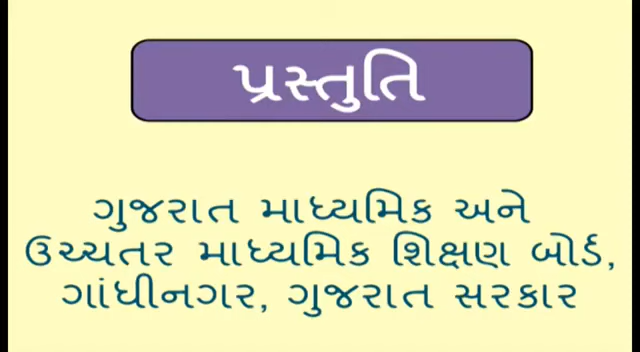 પ્રસ્તુતિ
ગુજરાત માધ્યમિક અને
ઉચ્ચતર માધ્યમિક શિક્ષણ બોર્ડ,
ગાંધીનગર, ગુજરાત સરકાર